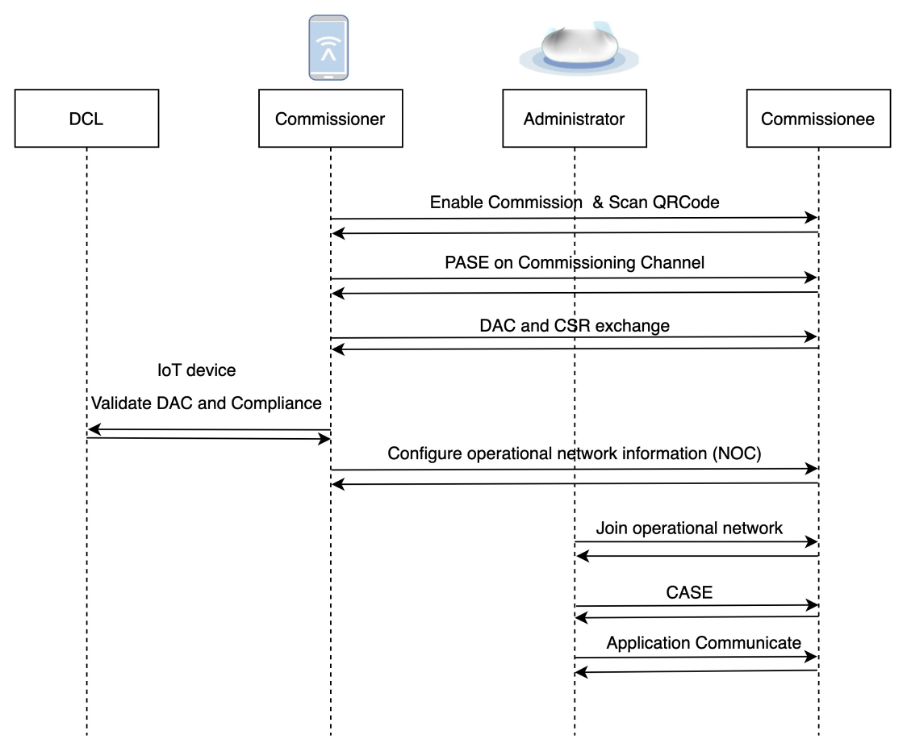 DCL
Commissioner
Administrator
Commissionee
Enable Commission & Scan QRCode
PASE on Commissioning Channel
DAC and CSR exchange
IoT device
Validate DAC and Compliance
Configure operational network information (NOC)
Join operational network
CASE
Application Communicate